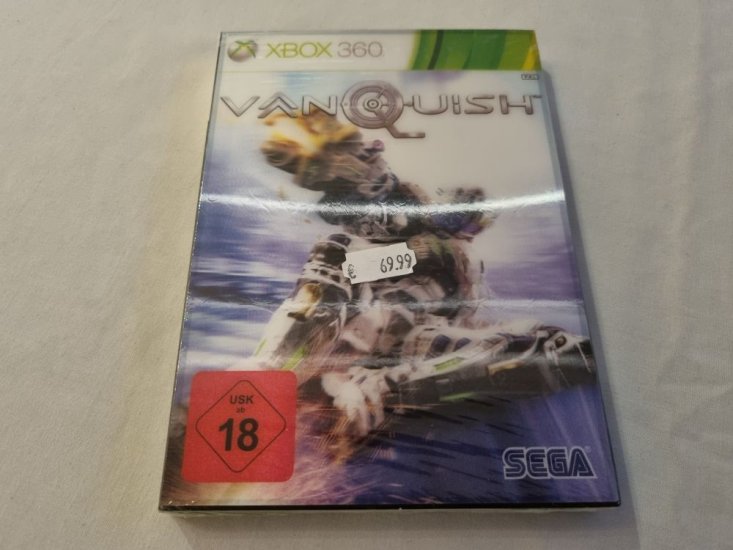 XBOX 360
VANQUISH
69.99
USK
ab
18
SEGA